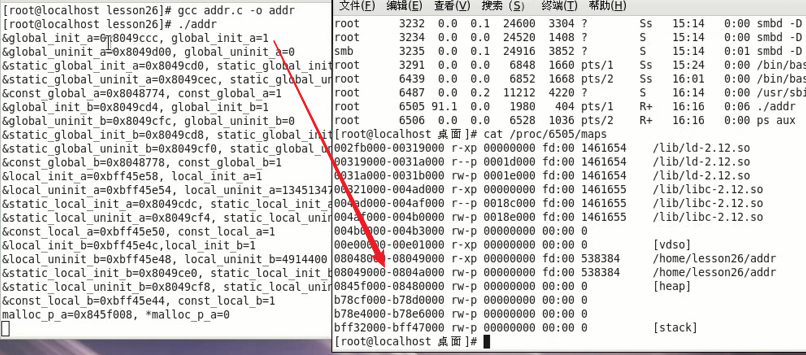 [root@localhost lesson26]# gcc addr.c -o addr
[root@localhost lesson26]# ./addr
&global_init_a=0x8049ccc, global_init_a=1
&global_uninit_a=0x8049d00, global_uninit_a=0
&static_global_init_a=0x8049cd0, static_global_init
&static_global_uninit_a=0x8049cec, static_global_un
&const_global_a=0x8048774, const_global_a=1
&global_init_b=0x8049cd4, global_init_b=1
&global_uninit_b=0x8049cfc, global_uninit_b=0
&static_global_init_b=0x8049cd8, static_global_init
&static_global_uninit_b=0x8049cf0, static_global_un
&const_global_b=0x8048778, const_global_b=1
&local_init_a=0xbff45e58, local_init_a=1
&local_uninit_a=0xbff45e54, local_uninit_a=13451347
&static_local_init_a=0x8049cdc, static_local_init
&static_local_uninit_a=0x8049cf4, static_local_unin
&const_local_a=0xbff45e50, const_local_a=1
&local_init_b=0xbff45e4c,local_init_b=1
&local_uninit_b=0xbff45e48, local_uninit_b=4914400
&static_local_init_b=0x8049ce0, static_local_init_b
&static_local_uninit_b=0x8049cf8, static_local_unin
&const_local_b=0xbff45e44, const_local_b=1
malloc_p_a=0x845f008, *malloc_p_a=0
文件(F) 编辑(E) 查看(V) 搜索 (S) 终端(T) 帮助(H)
root 3232 0.0 0.1 24600 3304 ? Ss 15:14 0:00 smbd -D
root 3234 0.0 0.0 24520 1408 ? S 15:14 0:00 smbd -D
smb 3235 0.0 0.1 24916 3852 ? S 15:14 0:01 smbd -D
root 3291 0.0 0.0 6848 1660 pts/1 Ss 15:24 0:00 /bin/bas
root 6439 0.0 0.0 6852 1668 pts/2 Ss 16:01 0:00 /bin/bas
root 6487 0.0 0.2 11212 4220 ? S 16:14 0:00 /usr/sbi
root 6505 91.1 0.0 1980 404 pts/1 R+ 16:16 0:06 ./addr
root 6506 0.0 0.0 6528 1036 pts/2 R+ 16:16 0:00 ps aux
[root@localhost 桌面]# cat /proc/6505/maps
002fb000-00319000 r-xp 00000000 fd:00 1461654 /lib/ld-2.12.so
00319000-0031a000 r--p 0001d000 fd:00 1461654 /lib/ld-2.12.so
0031a000-0031b000 rw-p 0001e000 fd:00 1461654 /lib/ld-2.12.so
00321000-004ad000 r-xp 00000000 fd:00 1461655 /lib/libc-2.12.so
004ad000-004af000 r--p 0018c000 fd:00 1461655 /lib/libc-2.12.so
004af000-004b0000 rw-p 0018e000 fd:00 1461655 /lib/libc-2.12.so
004b0000-004b3000 rw-p 00000000 00:00 0
00e00000-00e01000 r-xp 00000000 00:00 0 [vdso]
08048000-08049000 r-xp 00000000 fd:00 538384 /home/lesson26/addr
08049000-0804a000 rw-p 00000000 fd:00 538384 /home/lesson26/addr
0845f000-08480000 rw-p 00000000 00:00 0 [heap]
b78cf000-b78d0000 rw-p 00000000 00:00 0
b78e4000-b78e6000 rw-p 00000000 00:00 0
bff32000-bff47000 rw-p 00000000 00:00 0 [stack]
[root@localhost 桌面]#